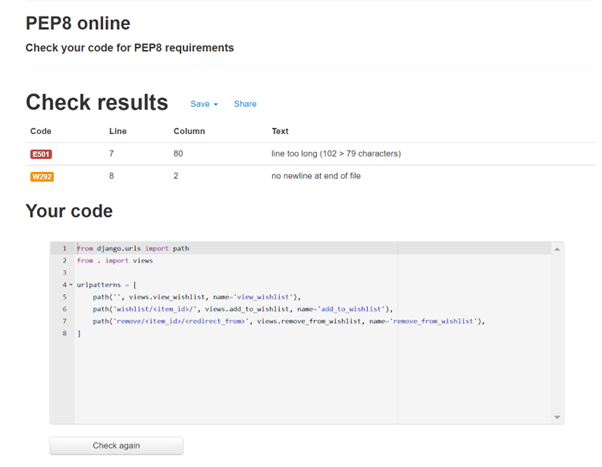 PEP8 online
Check your code for PEP8 requirements
Check results Save Share
Code Line Column Text
E501 7 80 line too long (102 > 79 characters)
W292 8 2 no newline at end of file
Your code
1 from django.urls import path
2 from . import views
3
4 urlpatterns = [
5 path('', views.view_wishlist, name='view_wishlist'),
6 path('wishlist/<item_id>/', views.add_to_wishlist, name='add_to_wishlist'),
7 path('remove/<item_id>/<redirect_from>', views.remove_from_wishlist, name='remove_from_wishlist'),
8 ]
Check again